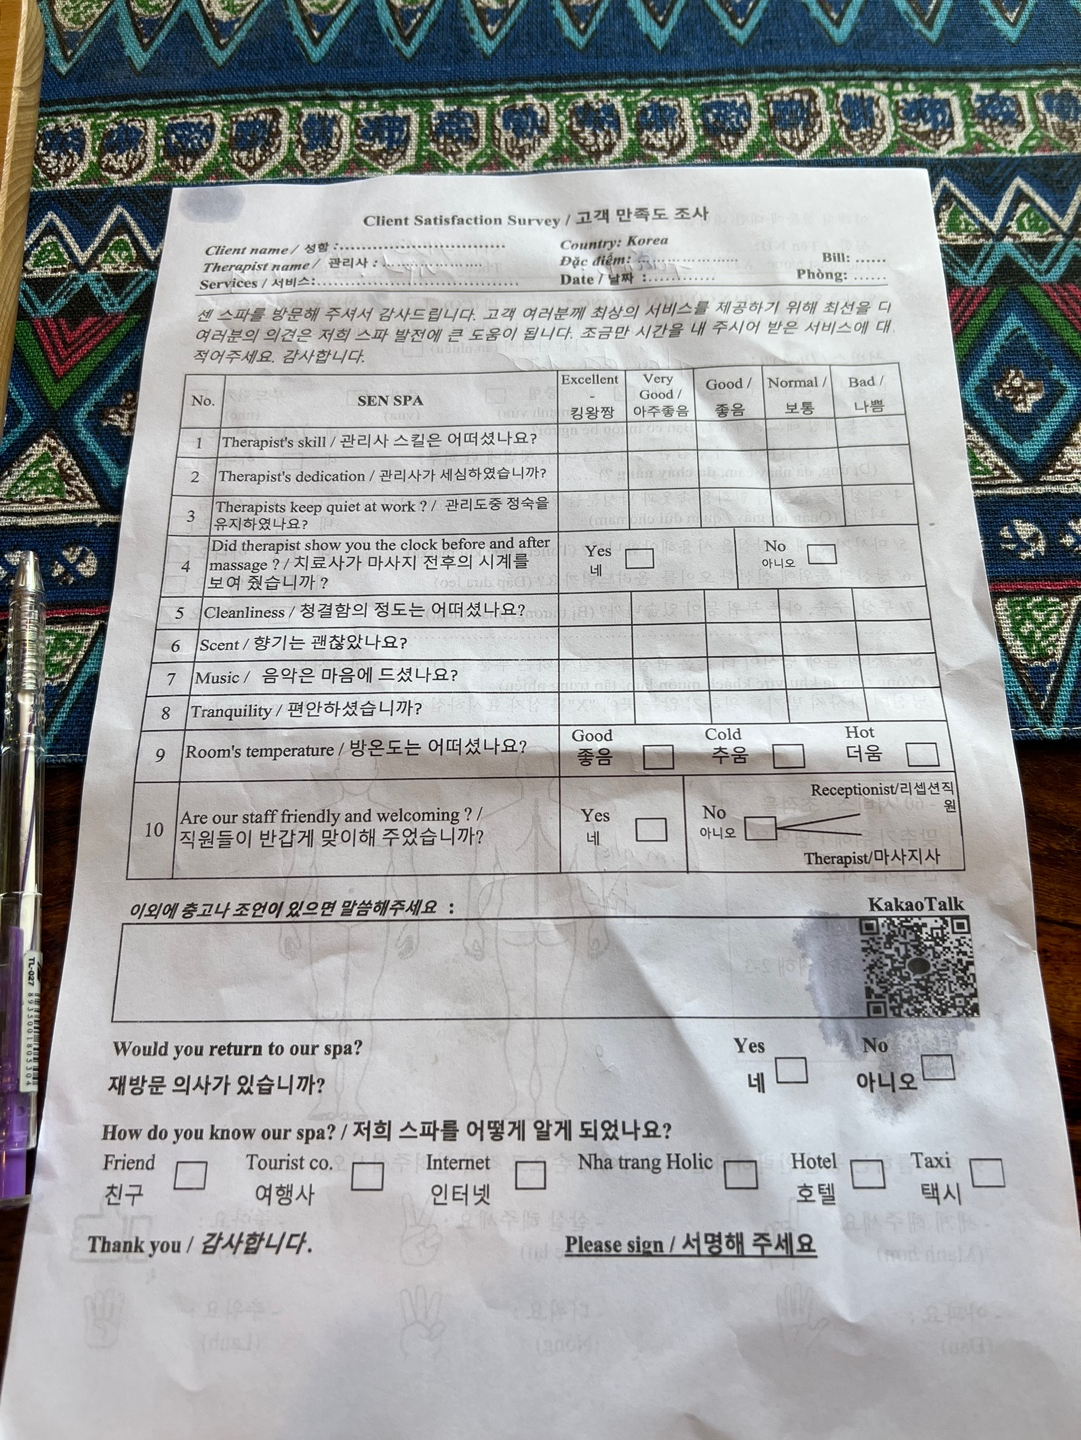 Client Satisfaction Survey / 고객 만족도 조사
Client name / 성함 :................................
Country: Korea
Therapist name / 관리사 : ........................
Đặc điểm: ....................
Bill: ......
Services / 서비스:.....................................
Date / 날짜 :............
Phòng: ......
센 스파를 방문해 주셔서 감사드립니다. 고객 여러분께 최상의 서비스를 제공하기 위해 최선을 디
여러분의 의견은 저희 스파 발전에 큰 도움이 됩니다. 조금만 시간을 내 주시어 받은 서비스에 대
적어주세요. 감사합니다.
No. SEN SPA Excellent - 킹왕짱 Very Good / 아주좋음 Good / 좋음 Normal / 보통 Bad / 나쁨
1 Therapist's skill / 관리사 스킬은 어떠셨나요?
2 Therapist's dedication / 관리사가 세심하였습니까?
3 Therapists keep quiet at work ? / 관리도중 정숙을
유지하였나요?
4 Did therapist show you the clock before and after
massage ? / 치료사가 마사지 전후의 시계를
보여 줬습니까 ?
Yes 네
No 아니오
5 Cleanliness / 청결함의 정도는 어떠셨나요?
6 Scent / 향기는 괜찮았나요?
7 Music / 음악은 마음에 드셨나요?
8 Tranquility / 편안하셨습니까?
9 Room's temperature / 방온도는 어떠셨나요?
Good 좋음
Cold 추움
Hot 더움
10 Are our staff friendly and welcoming ? /
직원들이 반갑게 맞이해 주었습니까?
Yes 네
No 아니오
Receptionist/리셉션직
원
Therapist/마사지사
이외에 충고나 조언이 있으면 말씀해주세요 :
KakaoTalk
Would you return to our spa?
재방문 의사가 있습니까?
Yes 네
No 아니오
How do you know our spa? / 저희 스파를 어떻게 알게 되었나요?
Friend Tourist co. Internet Nha trang Holic Hotel Taxi
친구 여행사 인터넷 호텔 택시
Thank you / 감사합니다.
Please sign / 서명해 주세요
TL-027
8935001803304